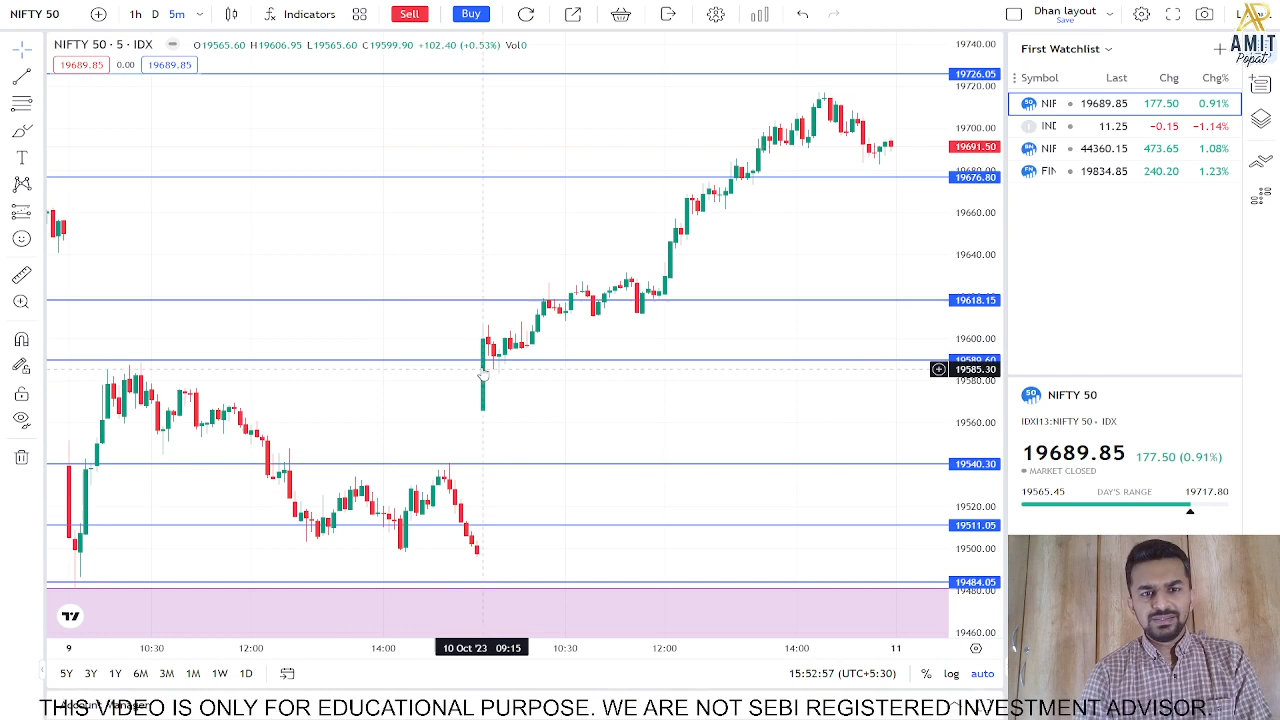 NIFTY 50
1h D 5m
Indicators
Sell
Buy
Dhan layout
Save
NIFTY 50 · 5 · IDX
O19565.60 H19606.95 L19565.60 C19599.90 +102.40 (+0.53%) Vol0
19689.85 0.00 19689.85
19740.00
19726.05
19720.00
19700.00
19691.50
19680.00
19676.80
19660.00
19640.00
19618.15
19600.00
19589.60
19585.30
19580.00
19560.00
19540.30
19520.00
19511.05
19500.00
19484.05
19480.00
19460.00
9 10:30 12:00 14:00 10 Oct '23 09:15 10:30 12:00 14:00 11
5Y 3Y 1Y 6M 3M 1M 1W 1D
15:52:57 (UTC+5:30) % log auto
Account Manager
First Watchlist
Symbol Last Chg Chg%
NIF 19689.85 177.50 0.91%
IND 11.25 −0.15 −1.14%
NIF 44360.15 473.65 1.08%
FIN 19834.85 240.20 1.23%
NIFTY 50
IDXI13:NIFTY 50 · IDX
19689.85 177.50 (0.91%)
MARKET CLOSED
19565.45 DAY'S RANGE 19717.80
AMIT
Popat
THIS VIDEO IS ONLY FOR EDUCATIONAL PURPOSE. WE ARE NOT SEBI REGISTERED INVESTMENT ADVISOR